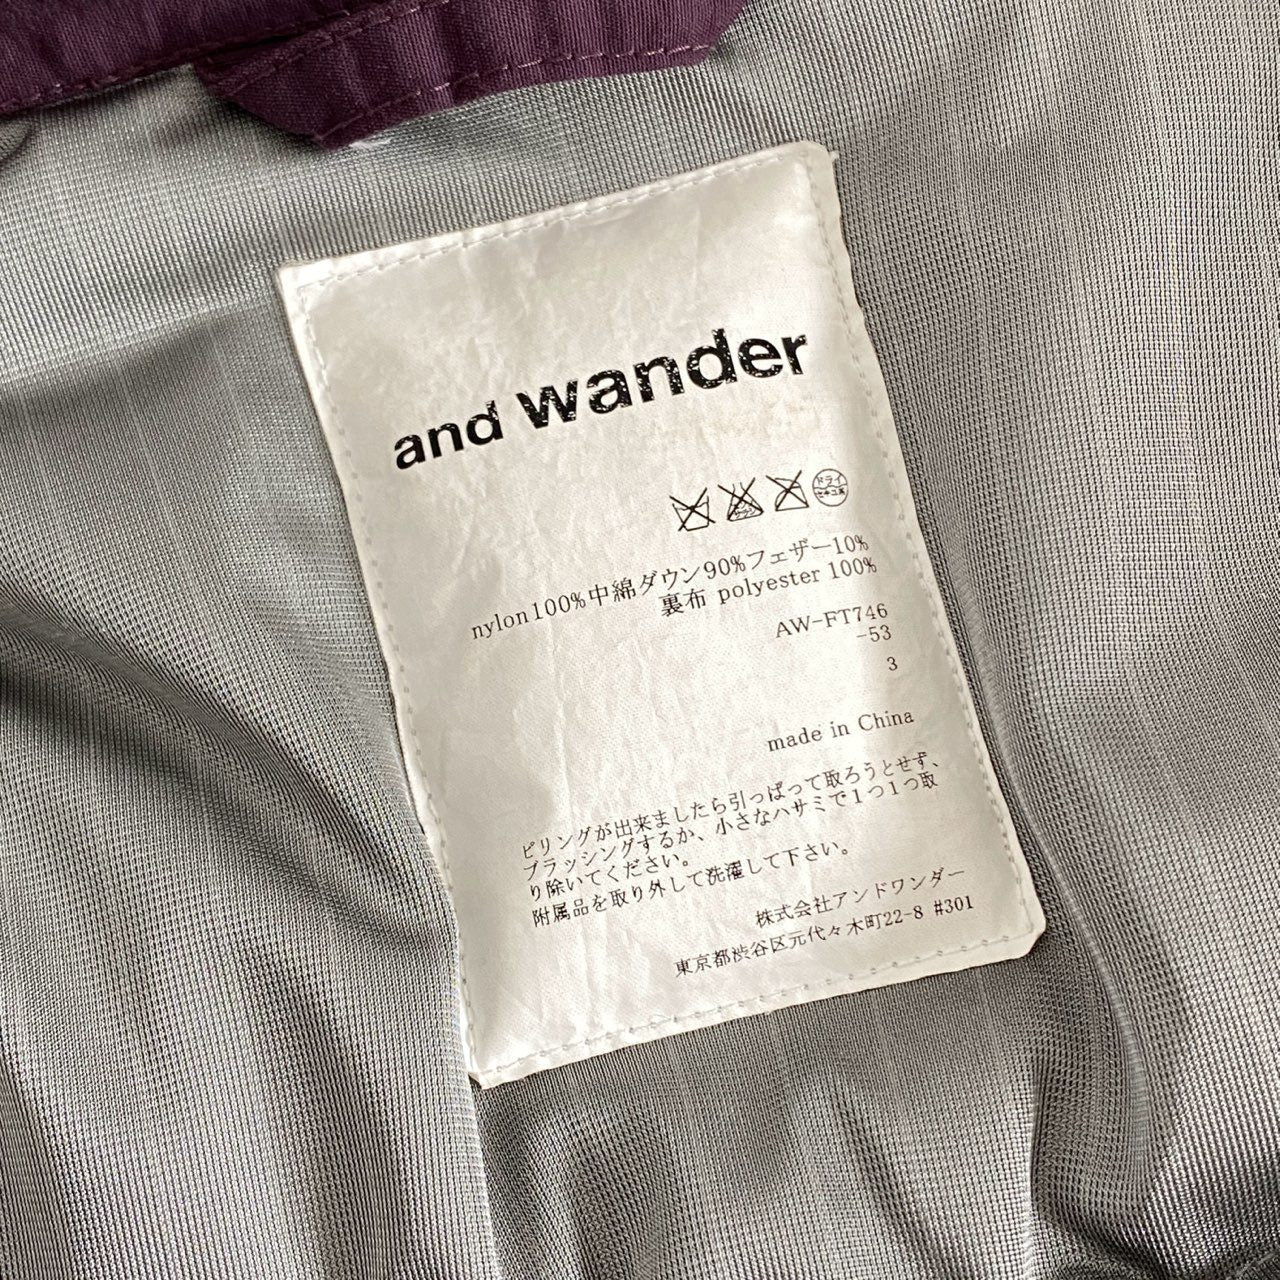 and wander
ドライ
nylon100%中綿ダウン90%フェザー10%
裏布 polyester 100%
AW-FT746
-53
3
made in China
ピリングが出来ましたら引っぱって取ろうとせず、
ブラッシングするか、小さなハサミで1つ1つ取
り除いてください。
附属品を取り外して洗濯して下さい。
株式会社アンドワンダー
東京都渋谷区元代々木町22-8 #301